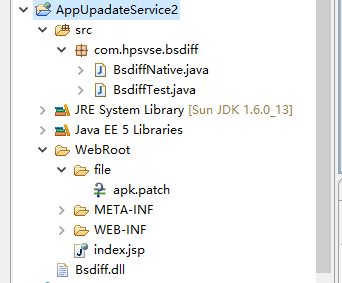 AppUpadateService2
src
com.hpsvse.bsdiff
BsdiffNative.java
BsdiffTest.java
JRE System Library [Sun JDK 1.6.0_13]
Java EE 5 Libraries
WebRoot
file
apk.patch
META-INF
WEB-INF
index.jsp
Bsdiff.dll